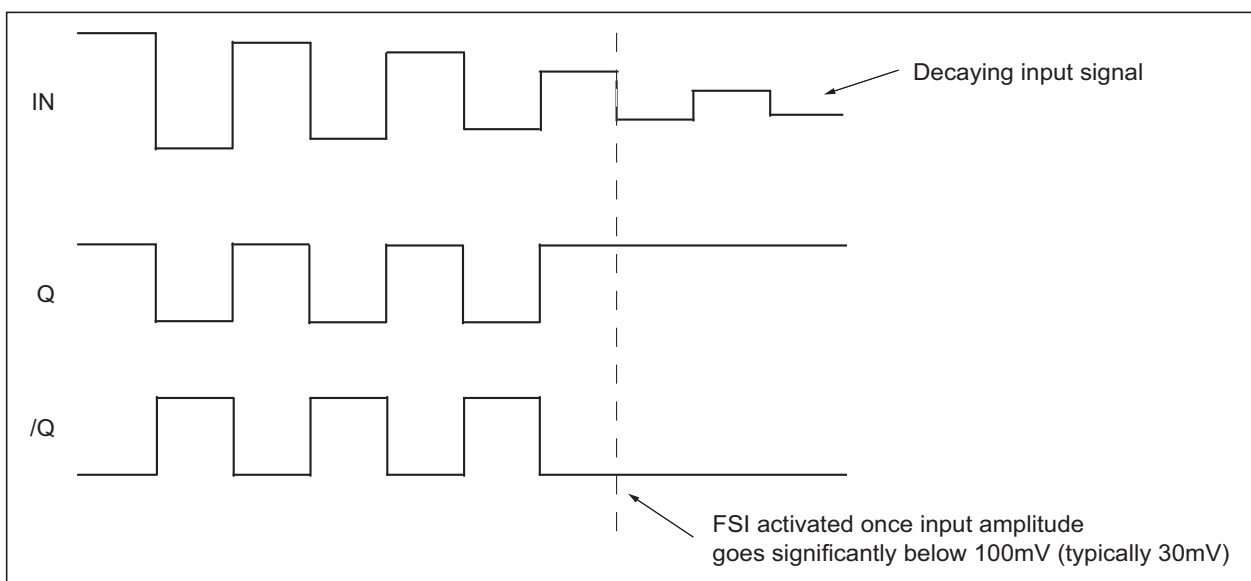 IN
Decaying input signal
Q
/Q
FSI activated once input amplitude
goes significantly below 100mV (typically 30mV)